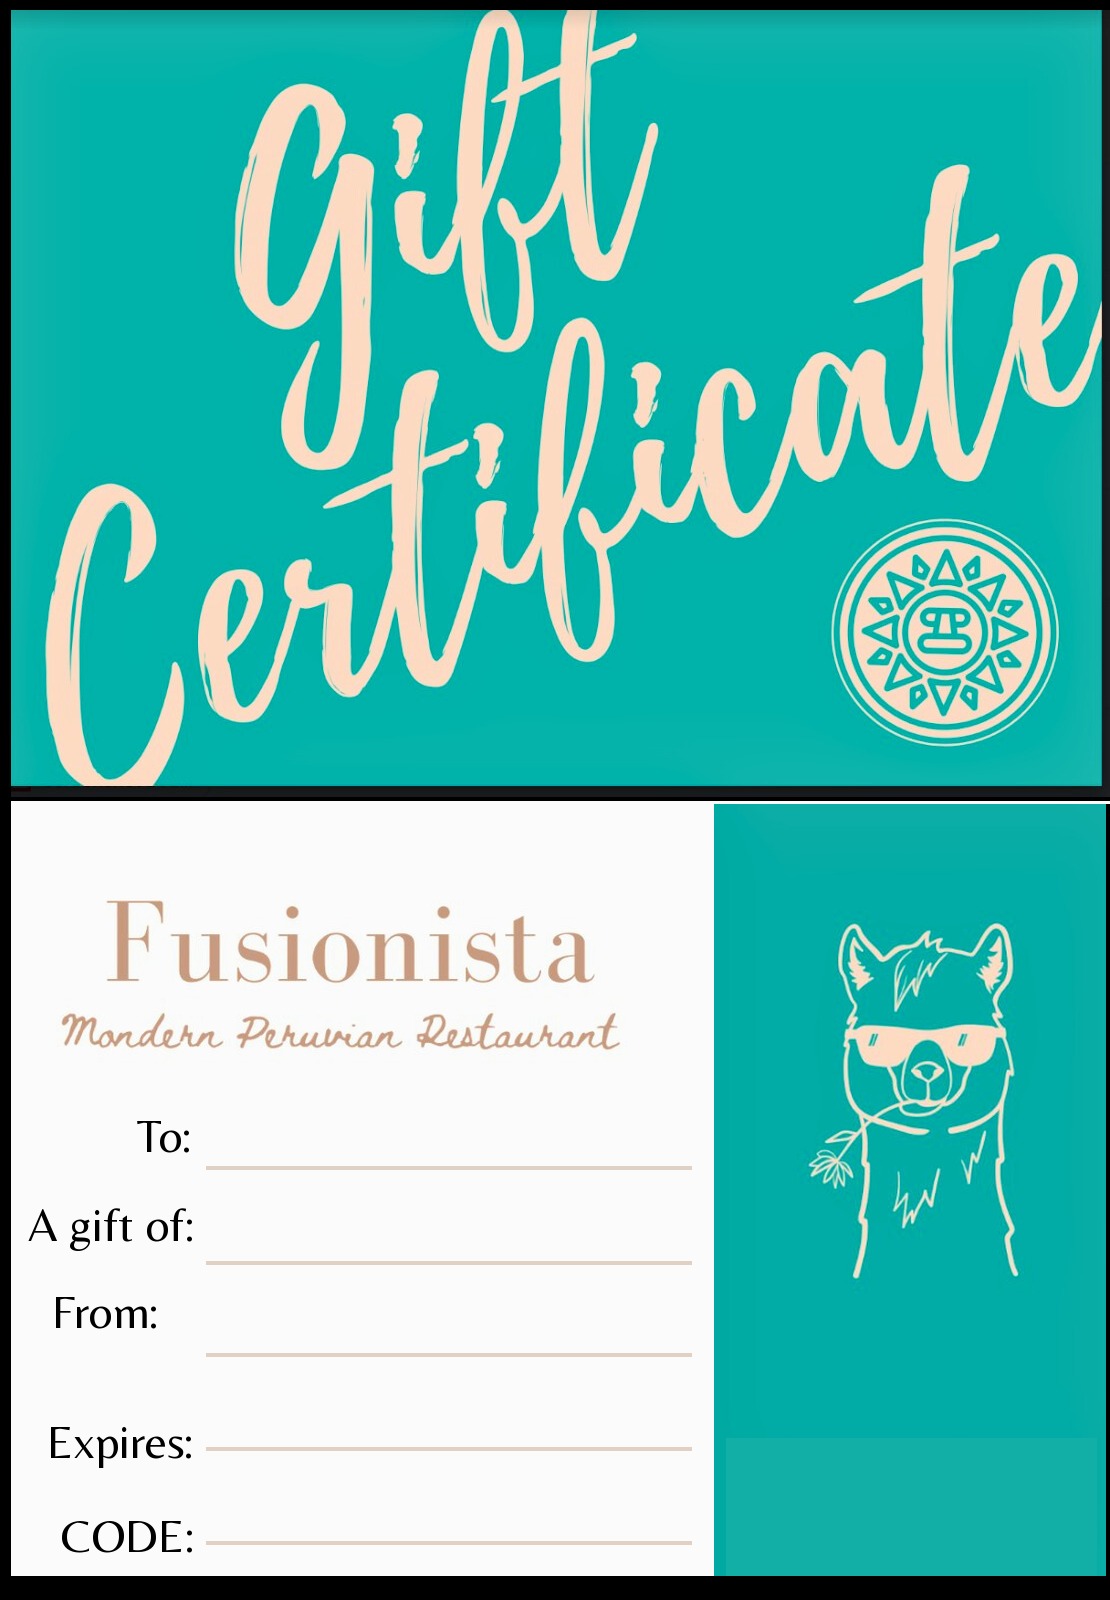 Gift
Certificate
Fusionista
Mondern Peruvian Restaurant
To:
A gift of:
From:
Expires:
CODE: